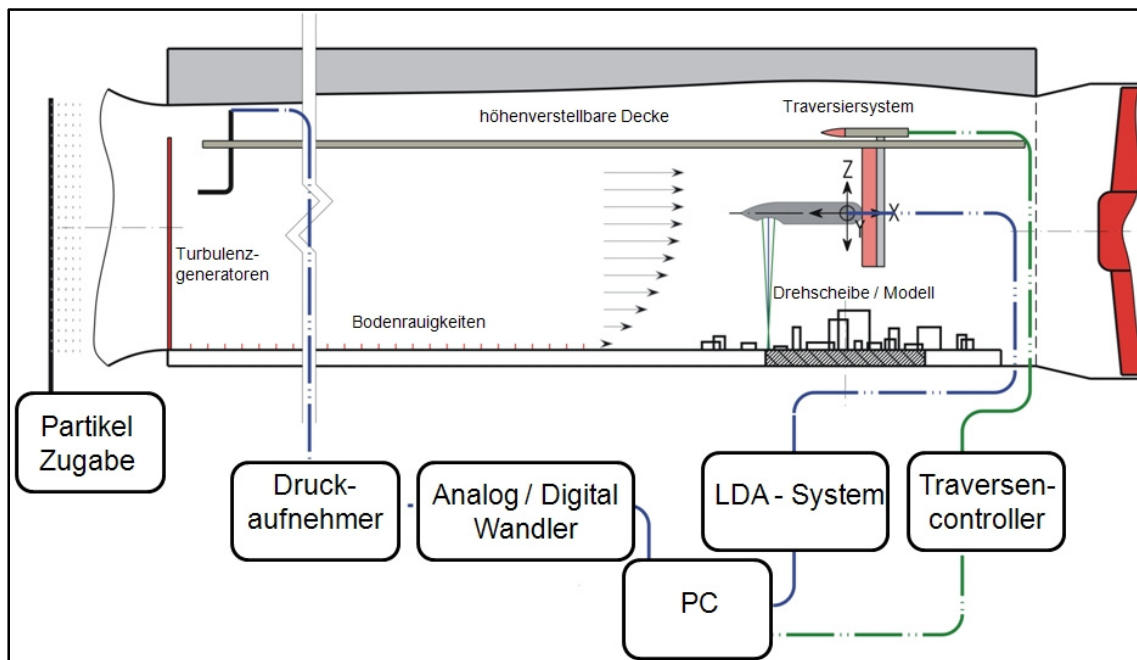 höhenverstellbare Decke
Traversiersystem
Z
X
Y
Turbulenz-
generatoren
Bodenrauigkeiten
Drehscheibe / Modell
Partikel
Zugabe
Druck-
aufnehmer
Analog / Digital
Wandler
LDA - System
Traversen-
controller
PC